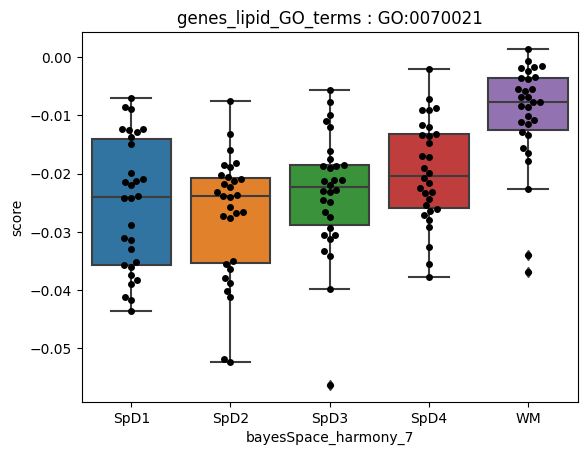 genes_lipid_GO_terms : GO:0070021
0.00
−0.01
−0.02
−0.03
−0.04
−0.05
score
SpD1 SpD2 SpD3 SpD4 WM
bayesSpace_harmony_7